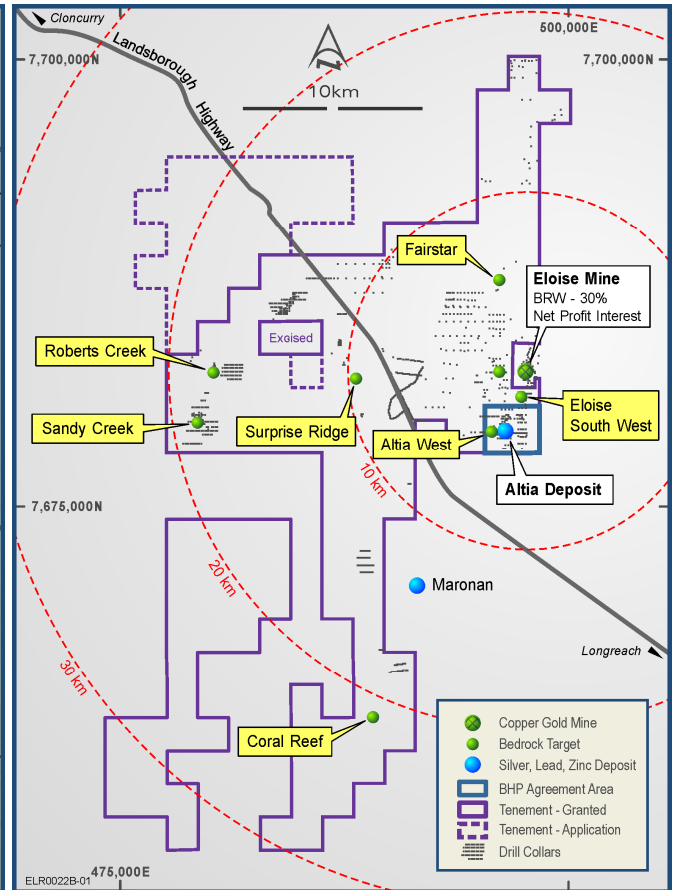 Cloncurry
500,000E
7,700,000N
7,700,000N
Landsborough Highway
10km
Fairstar
Eloise Mine
BRW - 30%
Net Profit Interest
Exoised
Roberts Creek
Sandy Creek
Surprise Ridge
Altia West
Eloise
South West
10 km
Altia Deposit
7,675,000N
20 km
Maronan
Longreach
30 km
Coral Reef
Copper Gold Mine
Bedrock Target
Silver, Lead, Zinc Deposit
BHP Agreement Area
Tenement - Granted
Tenement - Application
Drill Collars
ELR0022B-01
475,000E